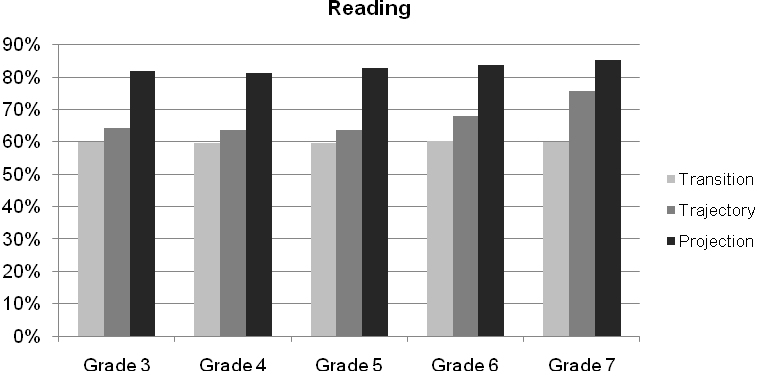 Reading
90%
80%
70%
60%
50%
40%
30%
20%
10%
0%
Grade 3 Grade 4 Grade 5 Grade 6 Grade 7
Transition
Trajectory
Projection